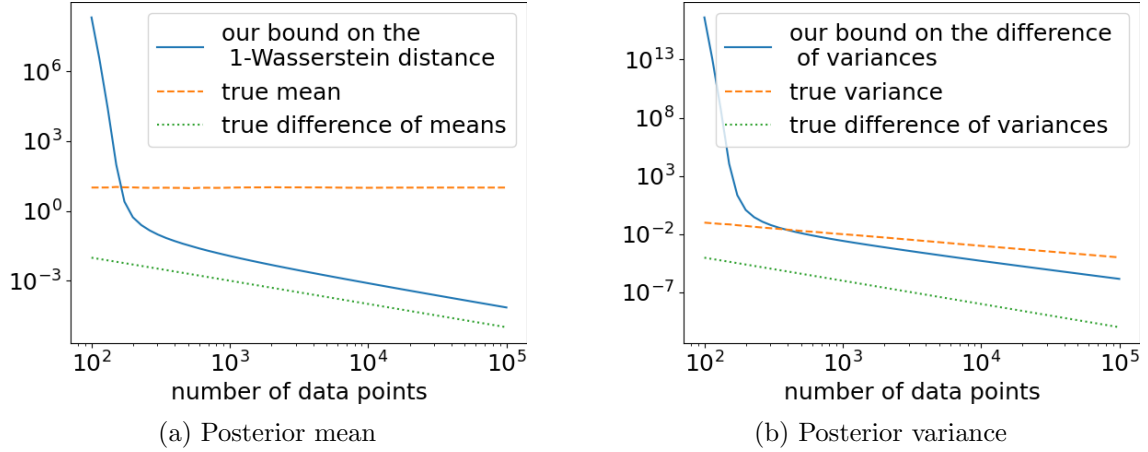 our bound on the
1-Wasserstein distance
true mean
true difference of means
10^6
10^3
10^0
10^-3
10^2
10^3
10^4
10^5
number of data points
(a) Posterior mean
our bound on the difference
of variances
true variance
true difference of variances
10^13
10^8
10^3
10^-2
10^-7
10^2
10^3
10^4
10^5
number of data points
(b) Posterior variance